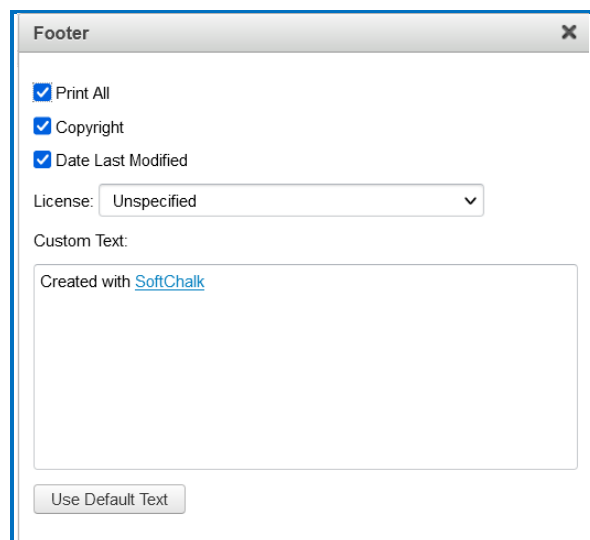 Footer
Print All
Copyright
Date Last Modified
License: Unspecified
Custom Text:
Created with SoftChalk
Use Default Text